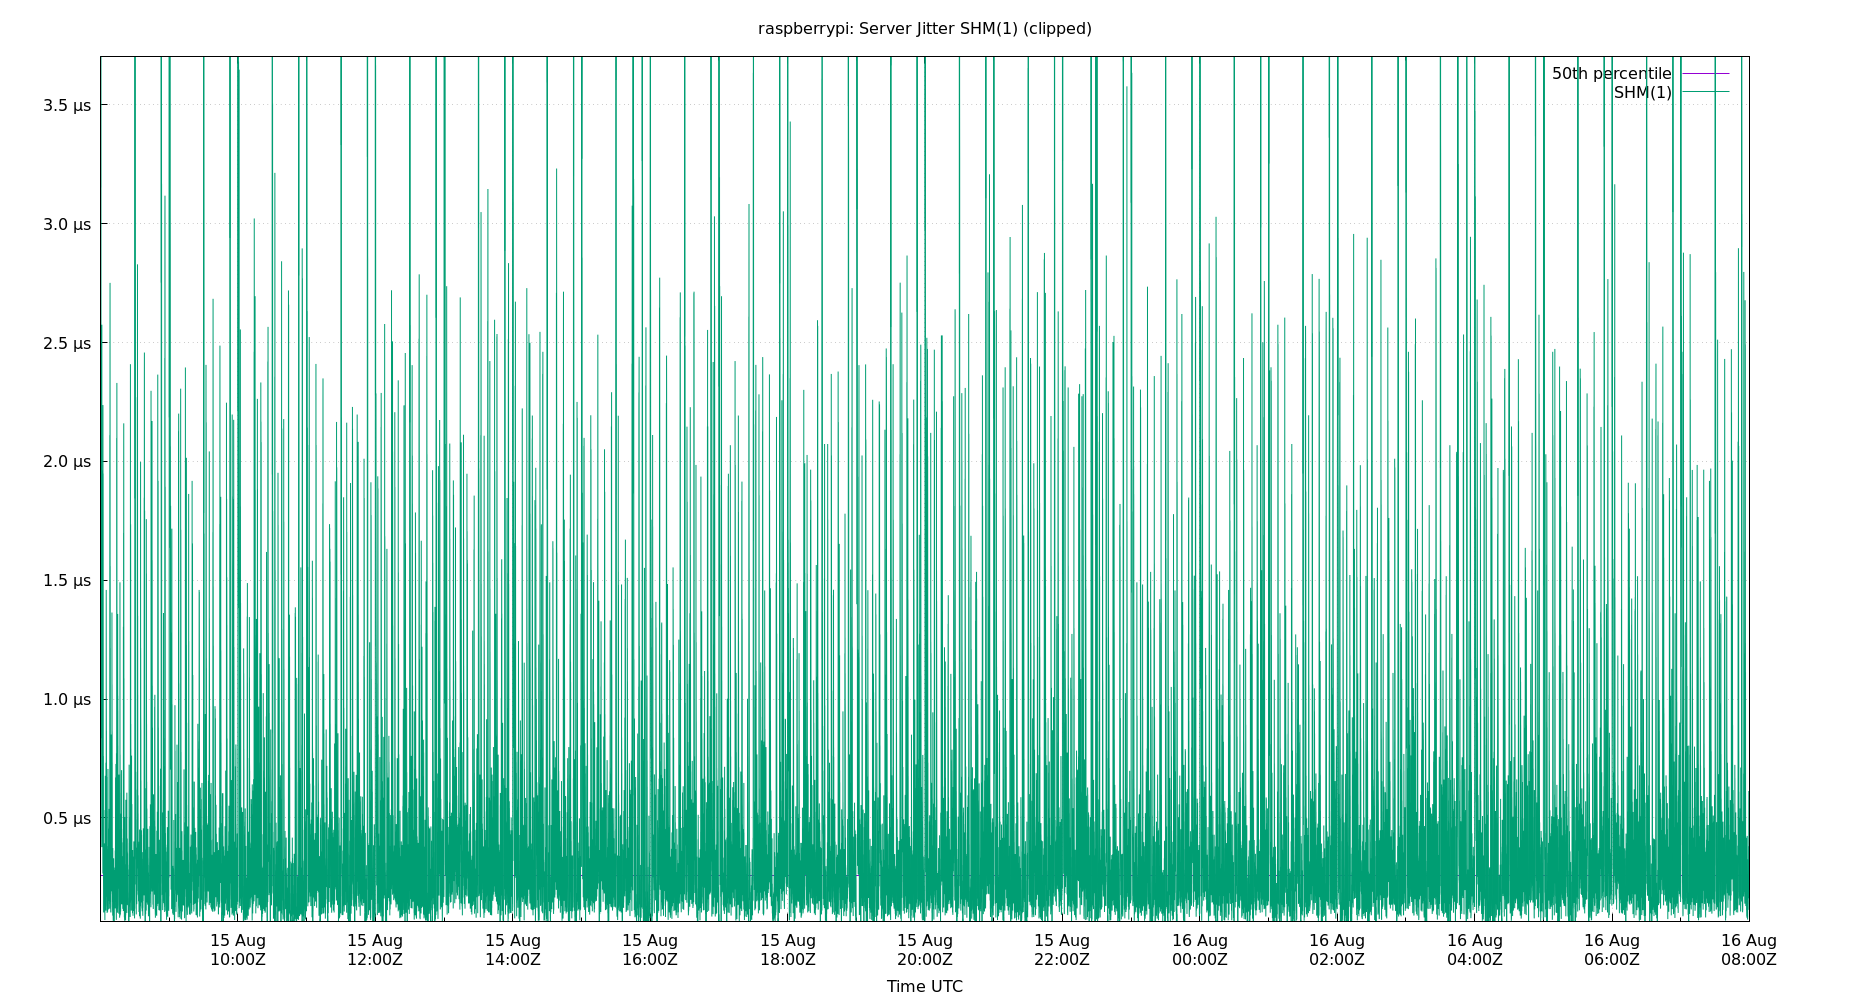 raspberrypi: Server Jitter SHM(1) (clipped)
50th percentile
SHM(1)
3.5 µs
3.0 µs
2.5 µs
2.0 µs
1.5 µs
1.0 µs
0.5 µs
15 Aug 15 Aug 15 Aug 15 Aug 15 Aug 15 Aug 15 Aug 16 Aug 16 Aug 16 Aug 16 Aug 16 Aug
10:00Z 12:00Z 14:00Z 16:00Z 18:00Z 20:00Z 22:00Z 00:00Z 02:00Z 04:00Z 06:00Z 08:00Z
Time UTC